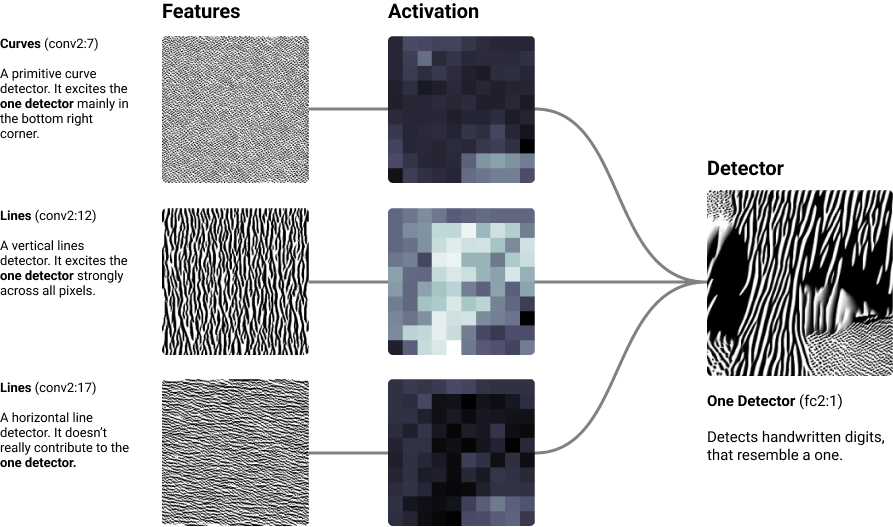 Features
Activation
Curves (conv2:7)
A primitive curve
detector. It excites the
one detector mainly in
the bottom right
corner.
Lines (conv2:12)
A vertical lines
detector. It excites the
one detector strongly
across all pixels.
Lines (conv2:17)
A horizontal line
detector. It doesn't
really contribute to the
one detector.
Detector
One Detector (fc2:1)
Detects handwritten digits,
that resemble a one.